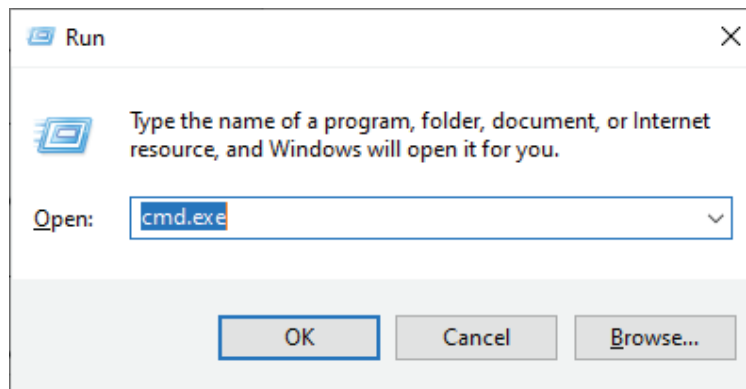 Run
Type the name of a program, folder, document, or Internet
resource, and Windows will open it for you.
Open: cmd.exe
OK Cancel Browse...